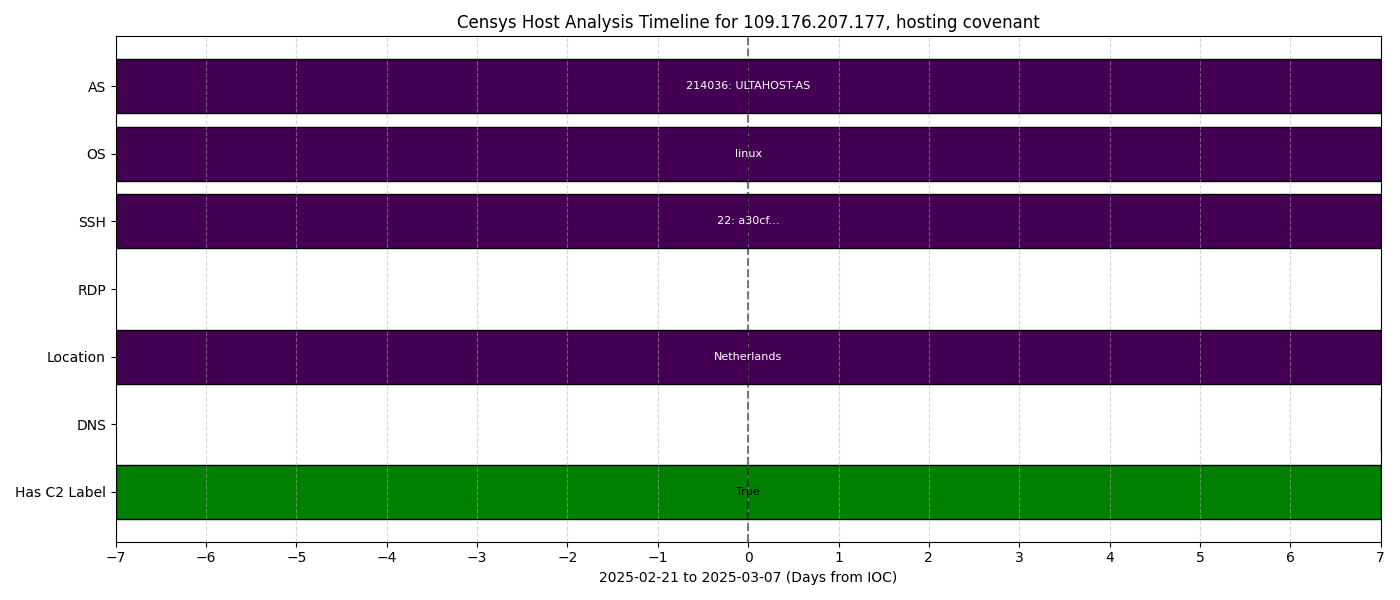 Censys Host Analysis Timeline for 109.176.207.177, hosting covenant
AS
214036: ULTAHOST-AS
OS
linux
SSH
22: a30cf...
RDP
Location
Netherlands
DNS
Has C2 Label
True
−7 −6 −5 −4 −3 −2 −1 0 1 2 3 4 5 6 7
2025-02-21 to 2025-03-07 (Days from IOC)